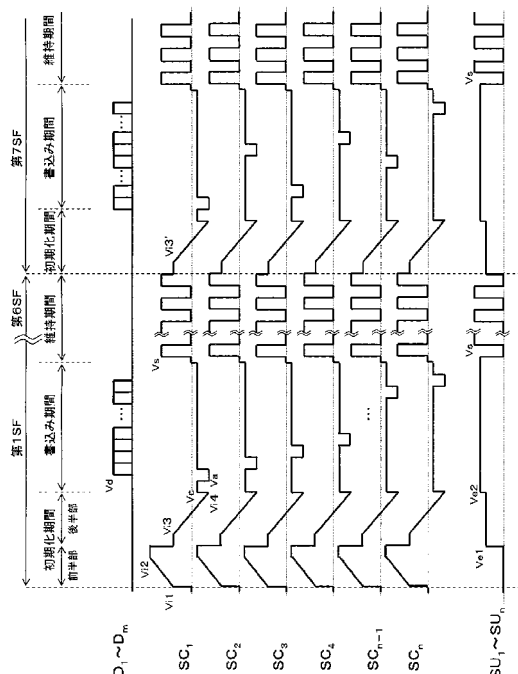 第1SF
第6SF
第7SF
初期化期間
書込み期間
維持期間
初期化期間
書込み期間
維持期間
前半部
後半部
D₁~Dₘ
Vd
…
…
…
SC₁
Vi1
Vi2
Vi3
Vi4
Vc
Va
Vs
Vi3'
SC₂
SC₃
SC₄
…
SCₙ₋₁
SCₙ
SU₁~SUₙ
Ve1
Ve2
Vs
Vs